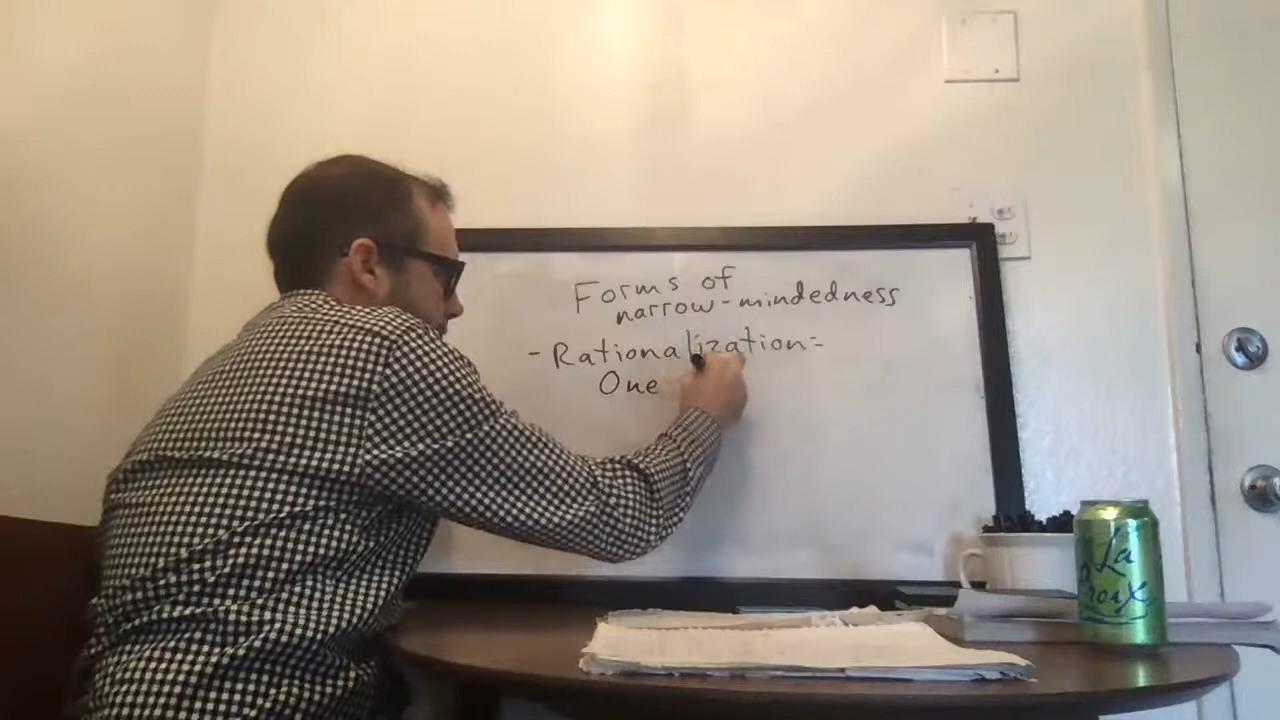 Forms of
narrow-mindedness
- Rationalization:
One
La
Croix